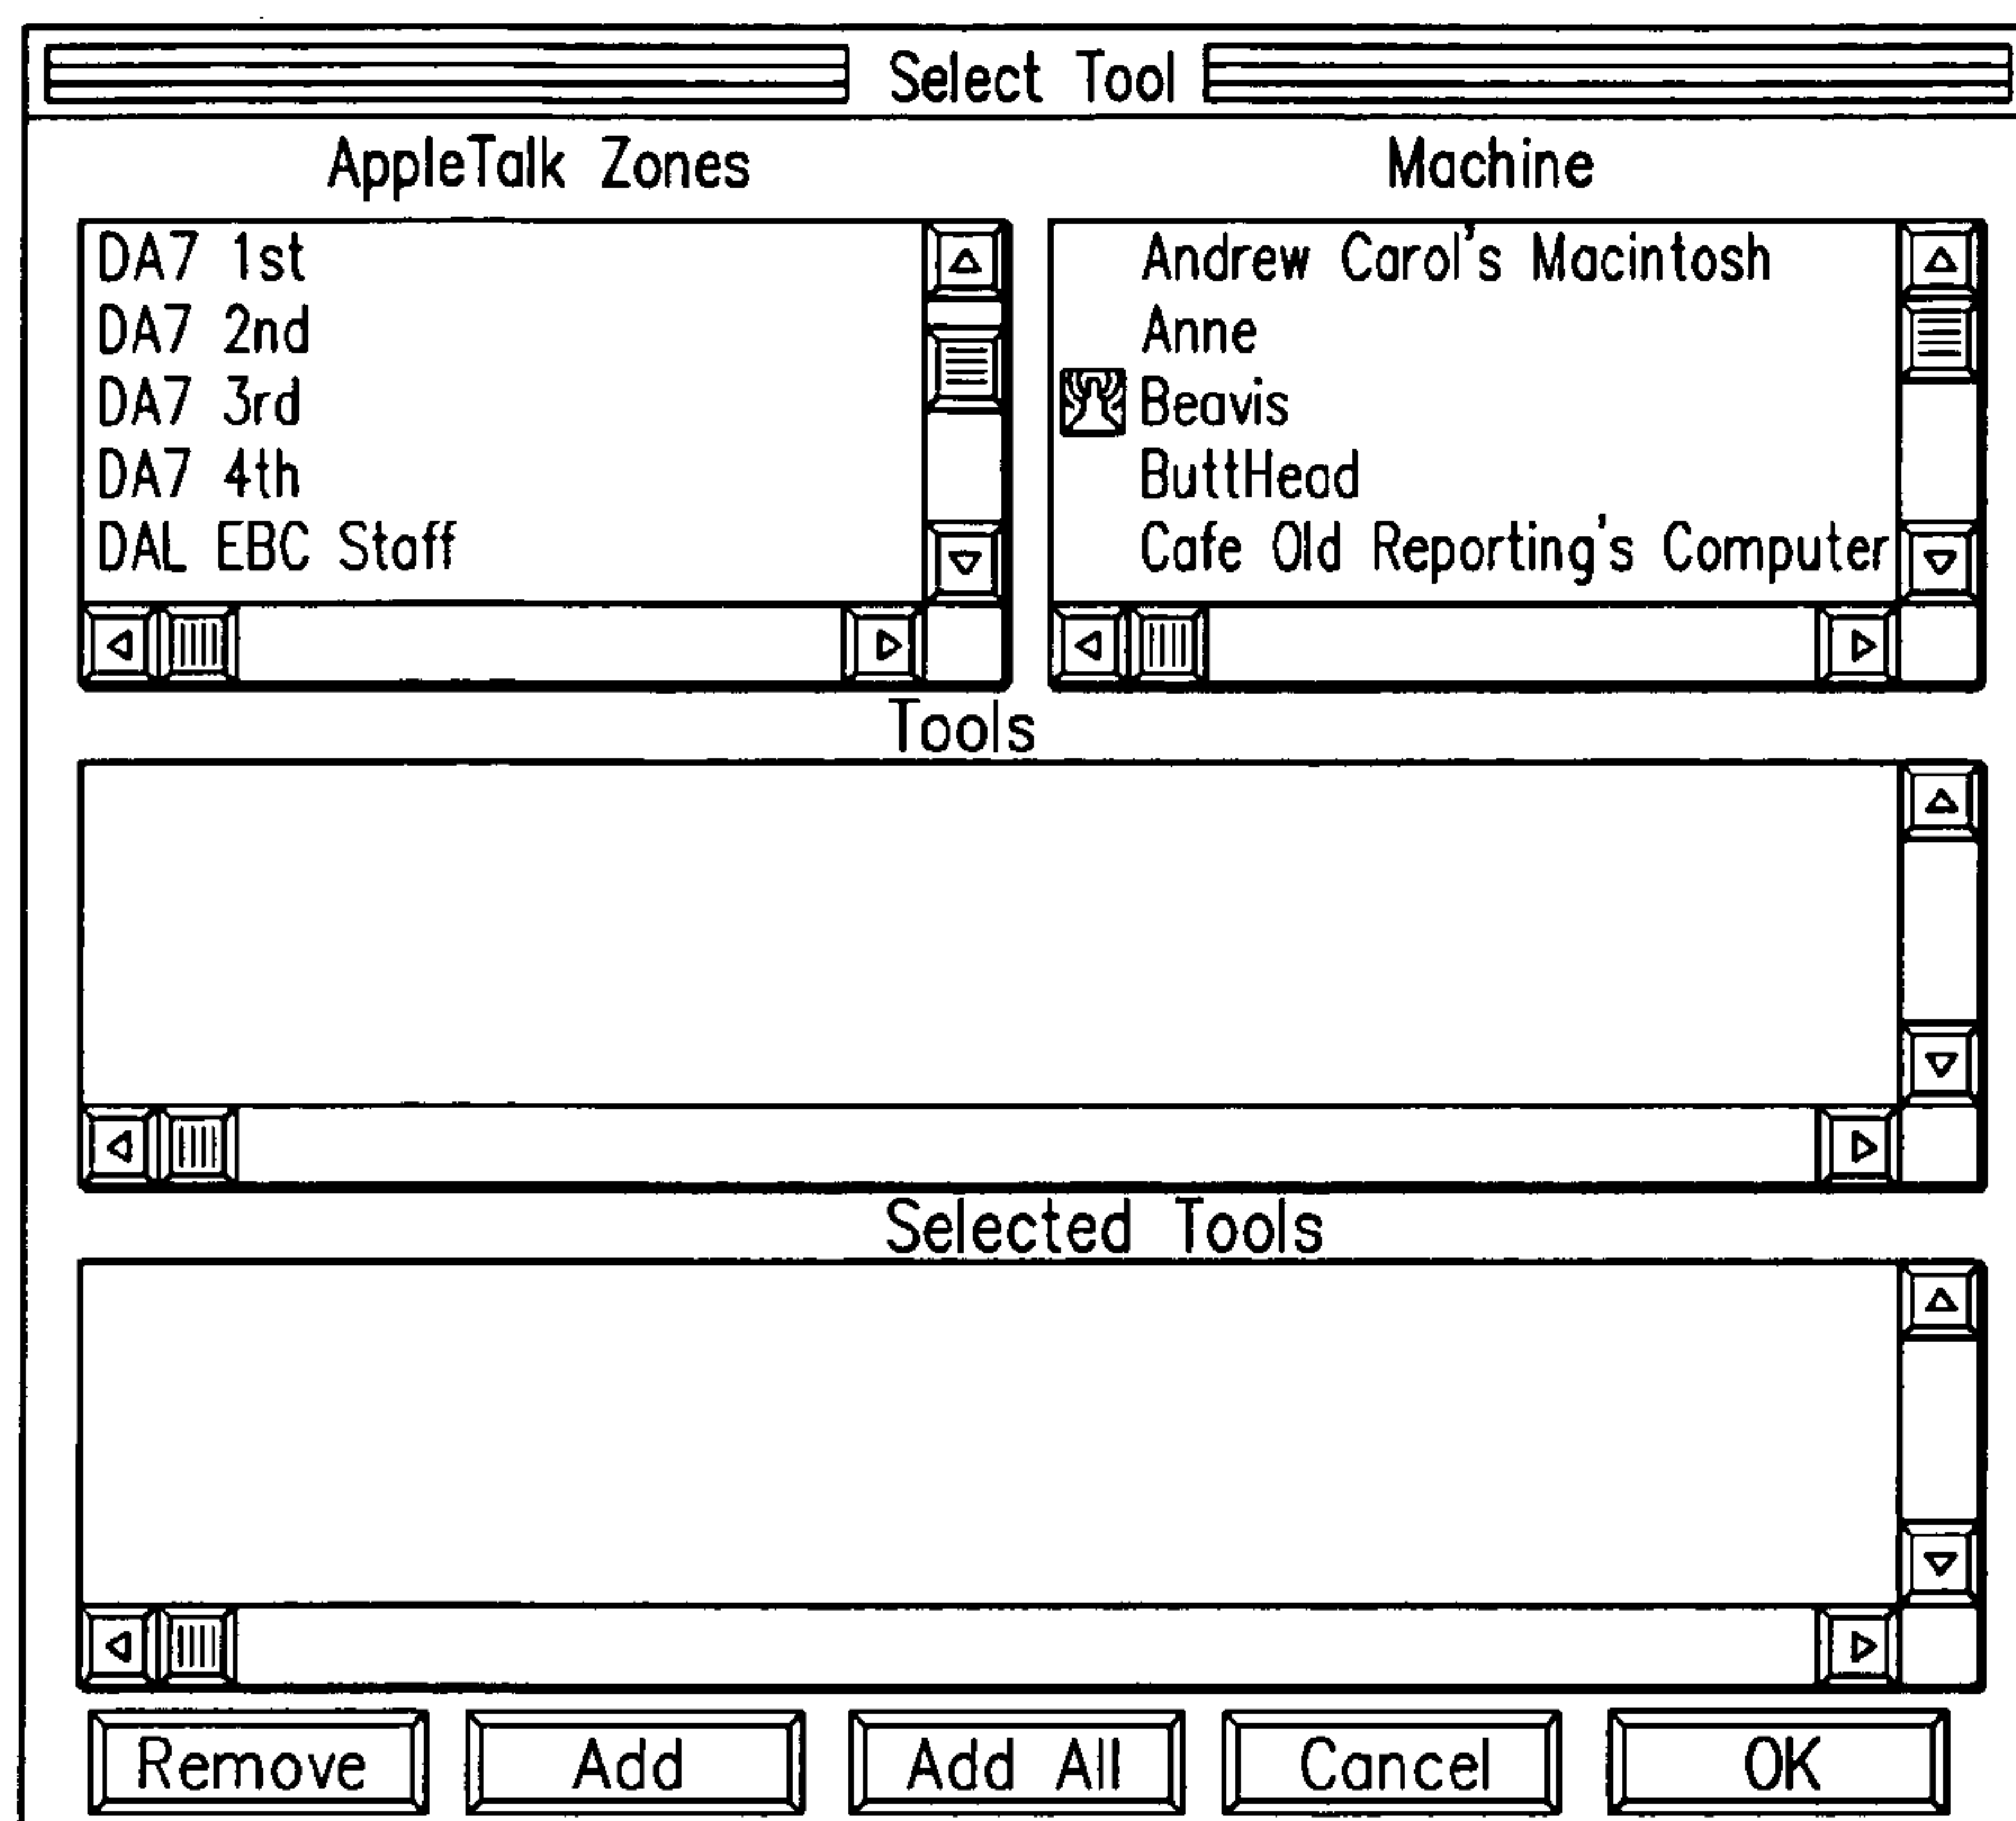 Select Tool
AppleTalk Zones
DA7 1st
DA7 2nd
DA7 3rd
DA7 4th
DAL EBC Staff
Machine
Andrew Carol's Macintosh
Anne
Beavis
ButtHead
Cafe Old Reporting's Computer
Tools
Selected Tools
Remove
Add
Add All
Cancel
OK